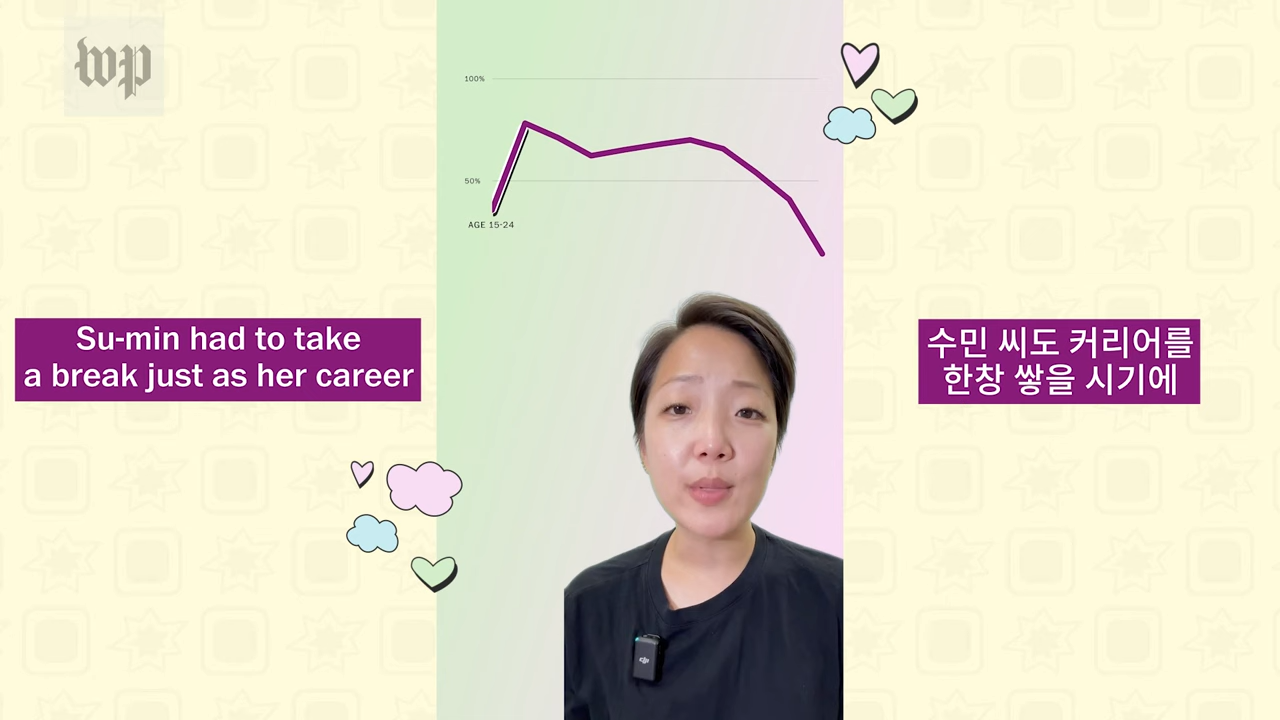 wp
100%
50%
AGE 15-24
Su-min had to take
a break just as her career
수민 씨도 커리어를
한창 쌓을 시기에
dji